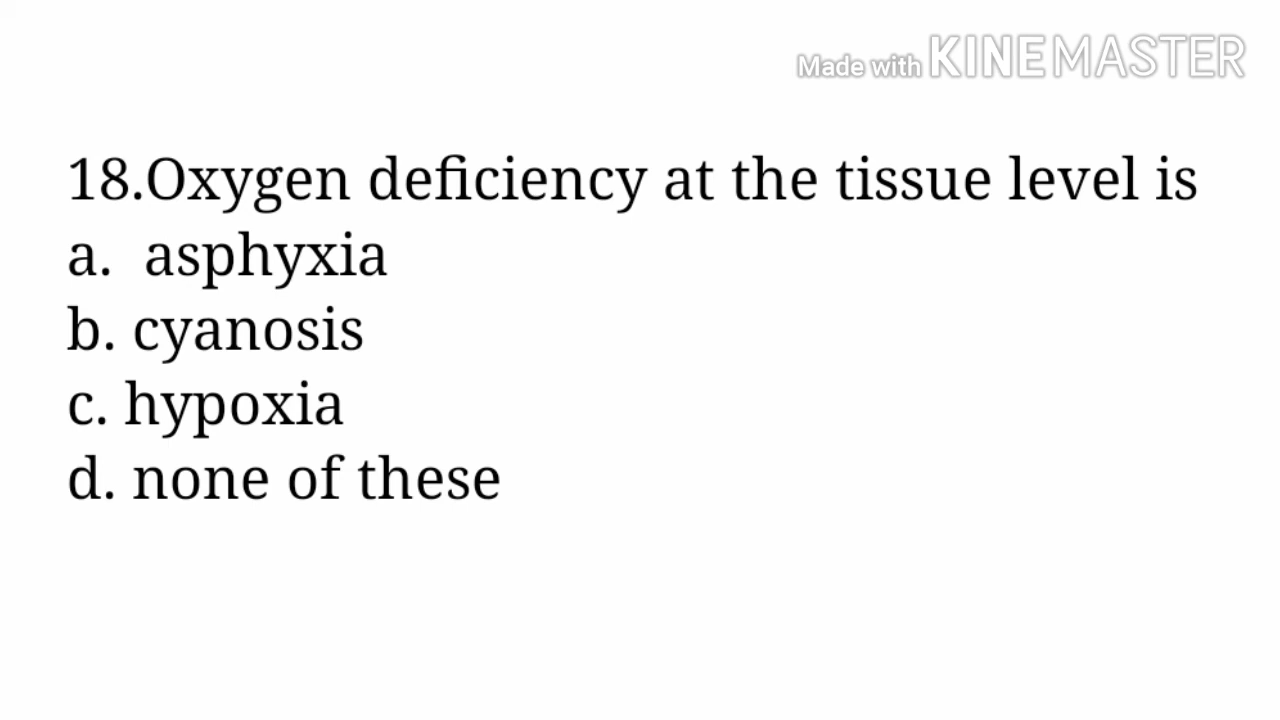 Made with KINEMASTER
18.Oxygen deficiency at the tissue level is
a.  asphyxia
b. cyanosis
c. hypoxia
d. none of these